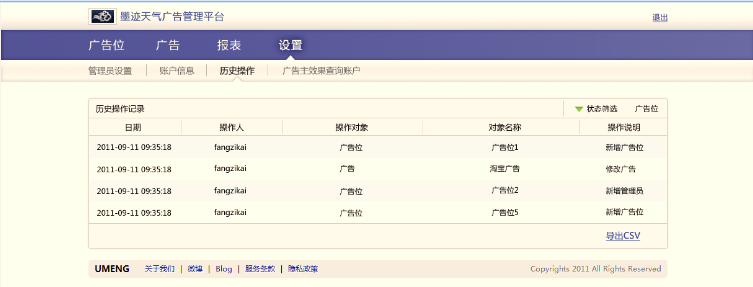 墨迹天气广告管理平台 退出
广告位 广告 报表 设置
管理员设置 账户信息 历史操作 广告主效果查询账户
历史操作记录 状态筛选 广告位
日期 操作人 操作对象 对象名称 操作说明
2011-09-11 09:35:18 fangzikai 广告位 广告位1 新增广告位
2011-09-11 09:35:18 fangzikai 广告 淘宝广告 修改广告
2011-09-11 09:35:18 fangzikai 广告位 广告位2 新增管理员
2011-09-11 09:35:18 fangzikai 广告位 广告位5 新增广告位
导出CSV
UMENG 关于我们 | 微博 | Blog | 服务条款 | 隐私政策 Copyrights 2011 All Rights Reserved